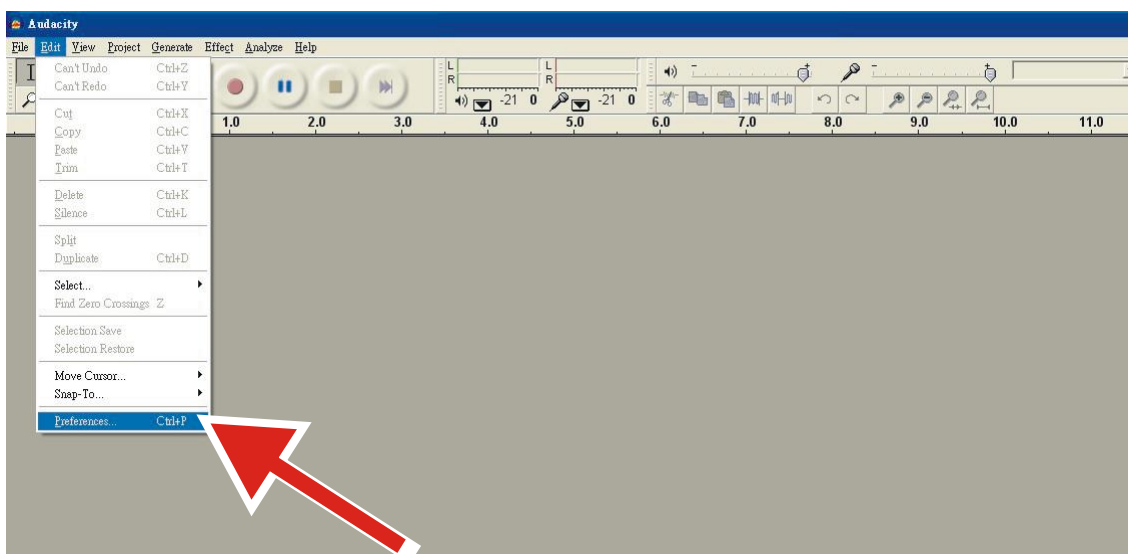 Audacity
File Edit View Project Generate Effect Analyze Help
Can't Undo Ctrl+Z
Can't Redo Ctrl+Y
Cut Ctrl+X
Copy Ctrl+C
Paste Ctrl+V
Trim Ctrl+T
Delete Ctrl+K
Silence Ctrl+L
Split
Duplicate Ctrl+D
Select...
Find Zero Crossings Z
Selection Save
Selection Restore
Move Cursor...
Snap-To...
Preferences... Ctrl+P
L L
R R
-21 0 -21 0
1.0 2.0 3.0 4.0 5.0 6.0 7.0 8.0 9.0 10.0 11.0